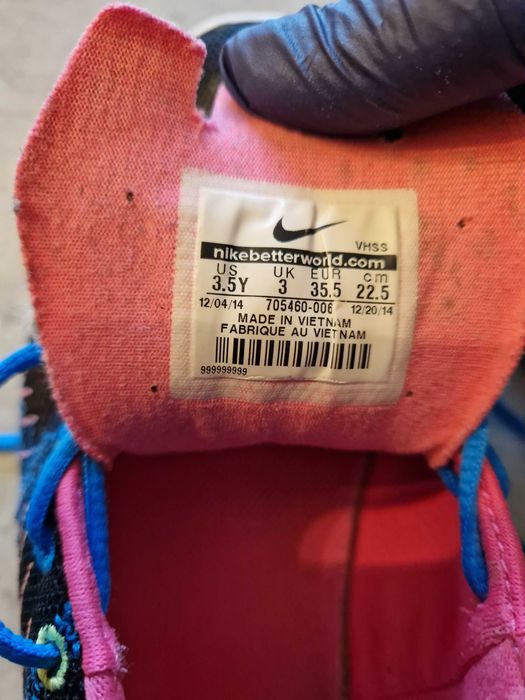 VHSS
nikebetterworld.com
US UK EUR cm
3.5Y 3 35.5 22.5
12/04/14 705460-006 12/20/14
MADE IN VIETNAM
FABRIQUE AU VIETNAM
999999999